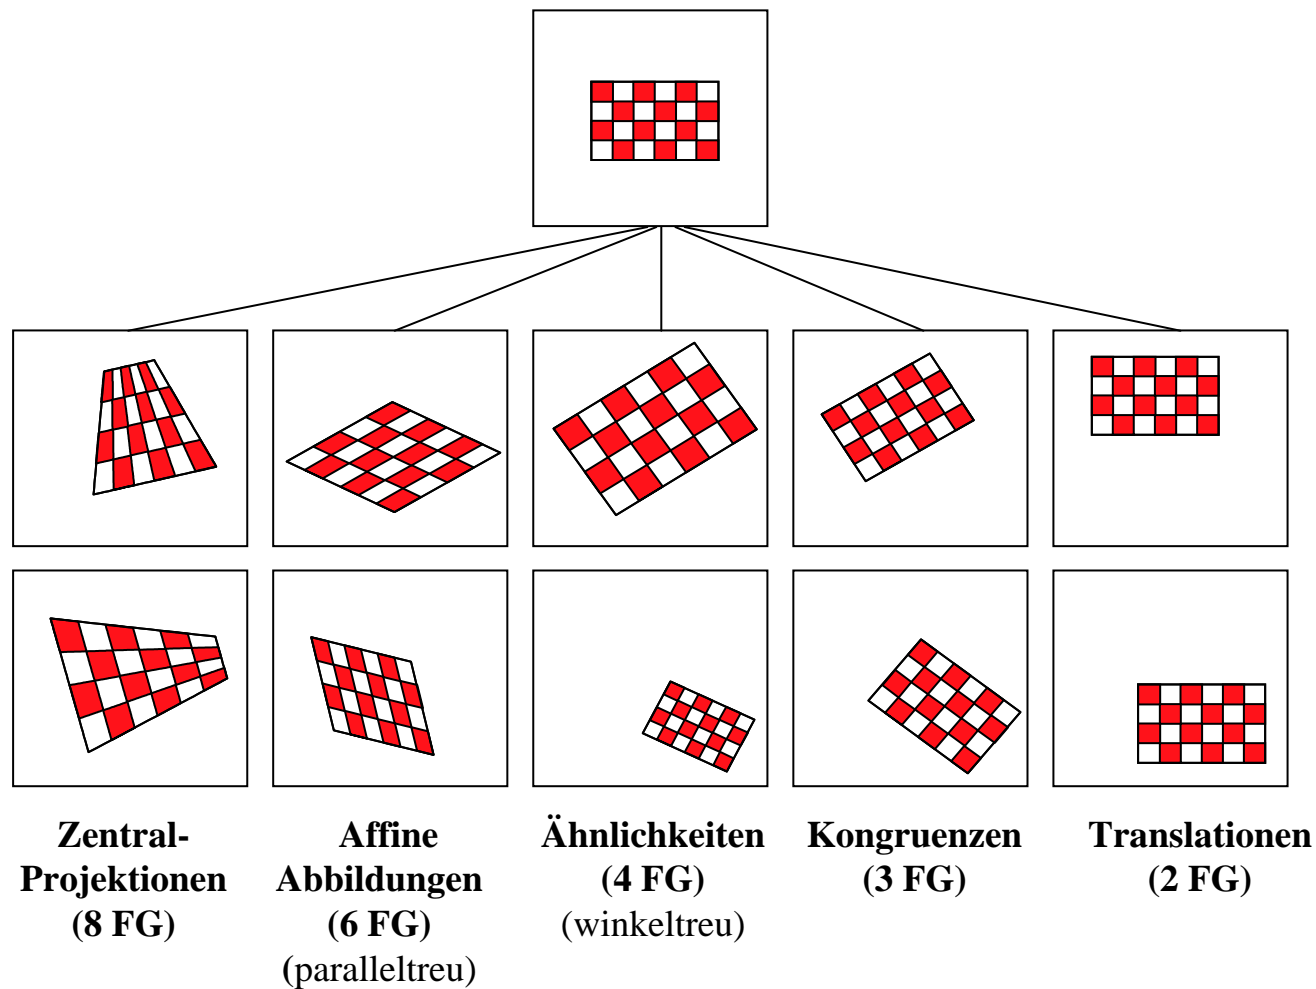 Zentral-
Projektionen
(8 FG)
Affine
Abbildungen
(6 FG)
(paralleltreu)
Ähnlichkeiten
(4 FG)
(winkeltreu)
Kongruenzen
(3 FG)
Translationen
(2 FG)